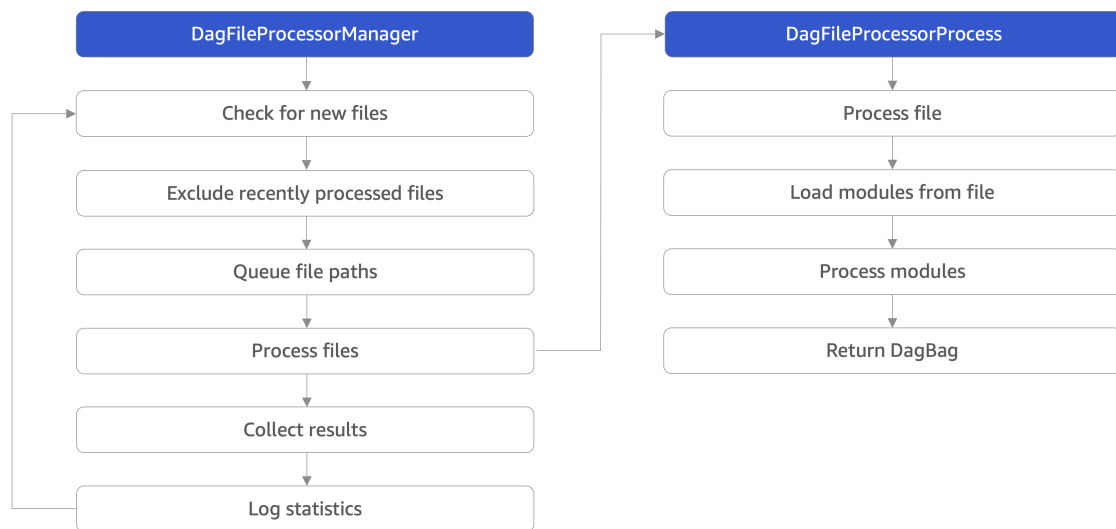 DagFileProcessorManager
Check for new files
Exclude recently processed files
Queue file paths
Process files
Collect results
Log statistics
DagFileProcessorProcess
Process file
Load modules from file
Process modules
Return DagBag